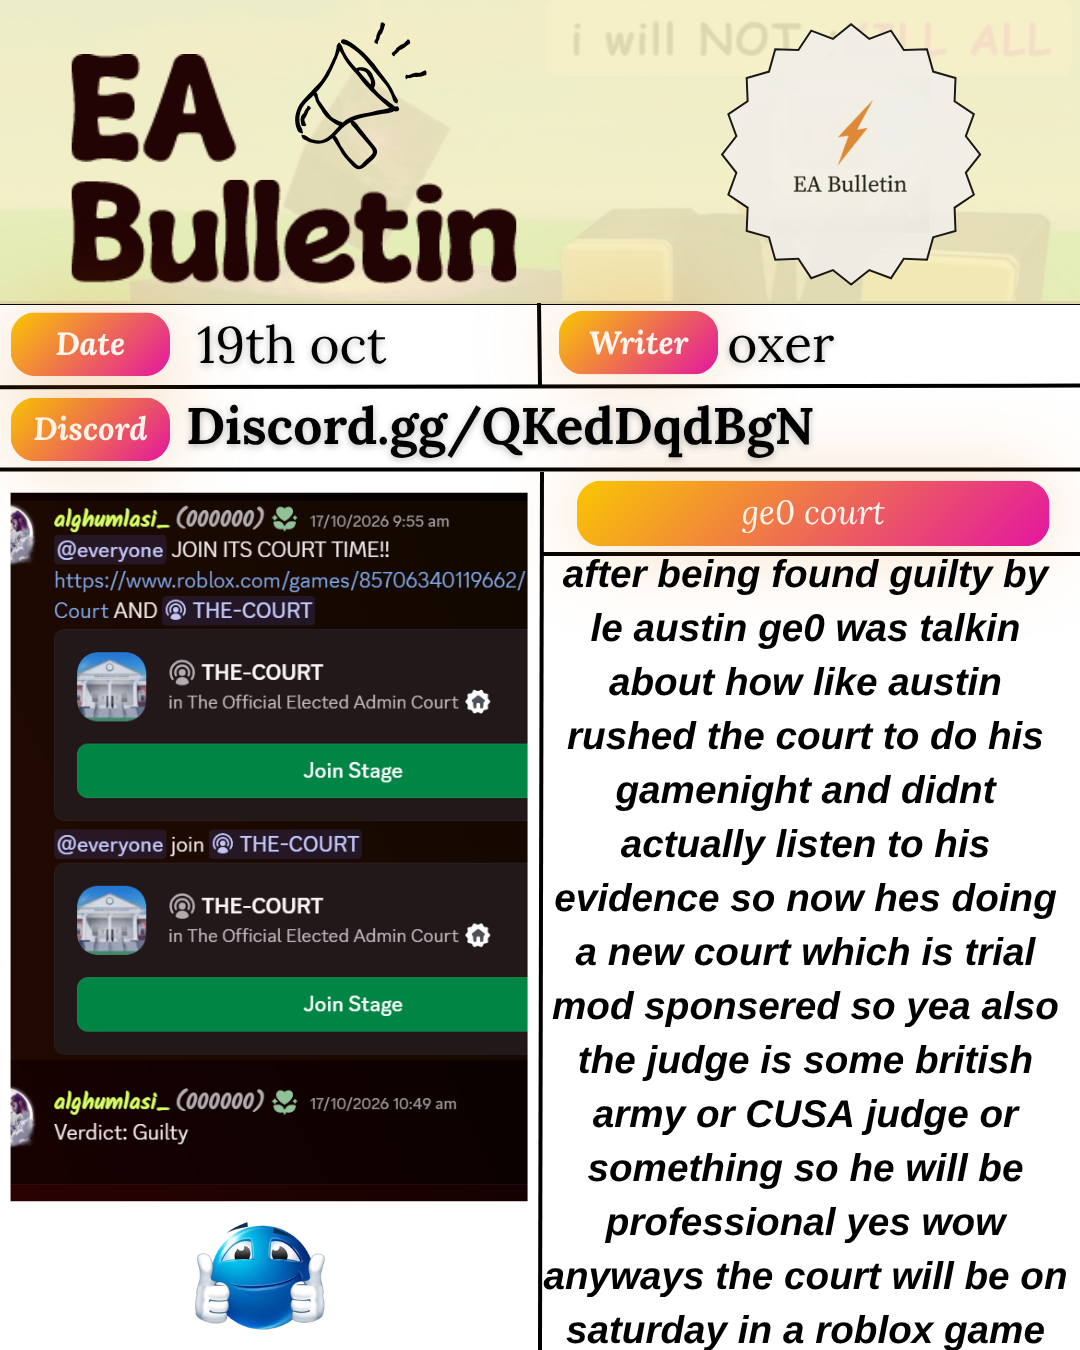 i will NOT KILL ALL
EA
Bulletin
EA Bulletin
Date
19th oct
Writer
oxer
Discord
Discord.gg/QKedDqdBgN
alghumlasi_ (000000) 17/10/2026 9:55 am
@everyone JOIN ITS COURT TIME!!
https://www.roblox.com/games/85706340119662/
Court AND THE-COURT
THE-COURT
in The Official Elected Admin Court
Join Stage
@everyone join THE-COURT
THE-COURT
in The Official Elected Admin Court
Join Stage
alghumlasi_ (000000) 17/10/2026 10:49 am
Verdict: Guilty
ge0 court
after being found guilty by
le austin ge0 was talkin
about how like austin
rushed the court to do his
gamenight and didnt
actually listen to his
evidence so now hes doing
a new court which is trial
mod sponsered so yea also
the judge is some british
army or CUSA judge or
something so he will be
professional yes wow
anyways the court will be on
saturday in a roblox game